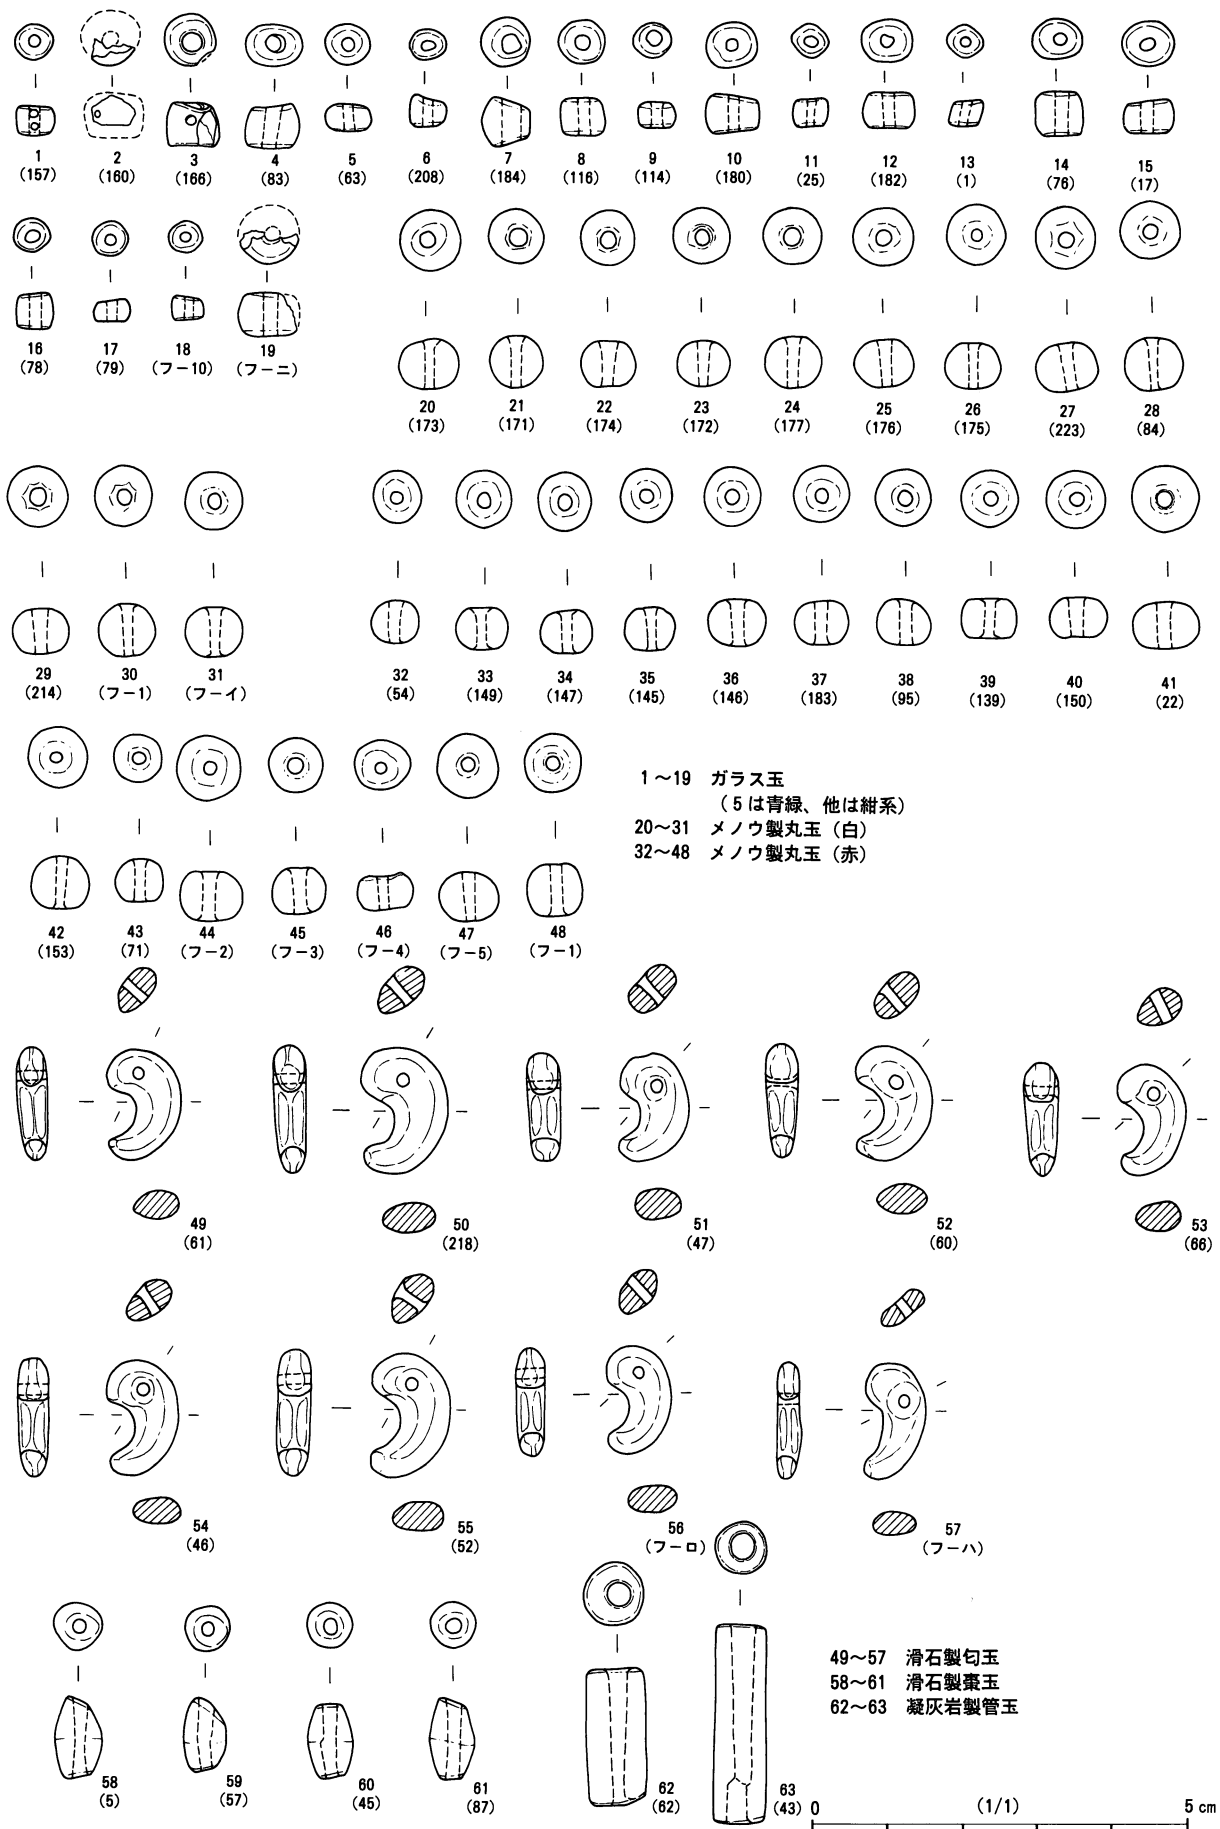 1 2 3 4 5 6 7 8 9 10 11 12 13 14 15
(157) (160) (166) (83) (63) (208) (184) (116) (114) (180) (25) (182) (1) (76) (17)
16 17 18 19
(78) (79) (フ−10) (フ−ニ)
20 21 22 23 24 25 26 27 28
(173) (171) (174) (172) (177) (176) (175) (223) (84)
29 30 31 32 33 34 35 36 37 38 39 40 41
(214) (フ−1) (フ−イ) (54) (149) (147) (145) (146) (183) (95) (139) (150) (22)
42 43 44 45 46 47 48
(153) (71) (フ−2) (フ−3) (フ−4) (フ−5) (フ−1)
1〜19 ガラス玉
(5は青緑、他は紺系)
20〜31 メノウ製丸玉(白)
32〜48 メノウ製丸玉(赤)
49 50 51 52 53
(61) (218) (47) (60) (66)
54 55 56 57
(46) (52) (フ−ロ) (フ−ハ)
58 59 60 61 62 63
(5) (57) (45) (87) (62) (43)
49〜57 滑石製匂玉
58〜61 滑石製棗玉
62〜63 凝灰岩製管玉
0 (1/1) 5cm